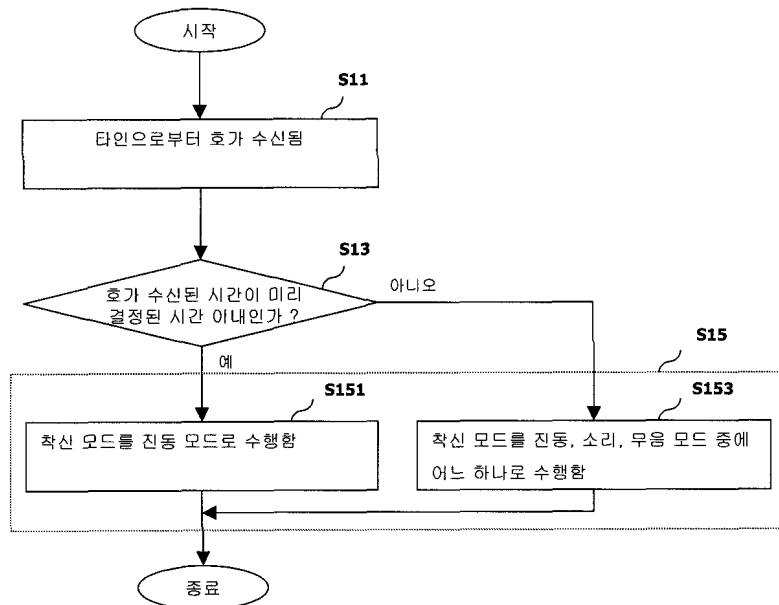 시작
S11
타인으로부터 호가 수신됨
S13
호가 수신된 시간이 미리
결정된 시간 이내인가 ?
아니오
예
S15
S151
착신 모드를 진동 모드로 수행함
S153
착신 모드를 진동, 소리, 무음 모드 중에
어느 하나로 수행함
종료